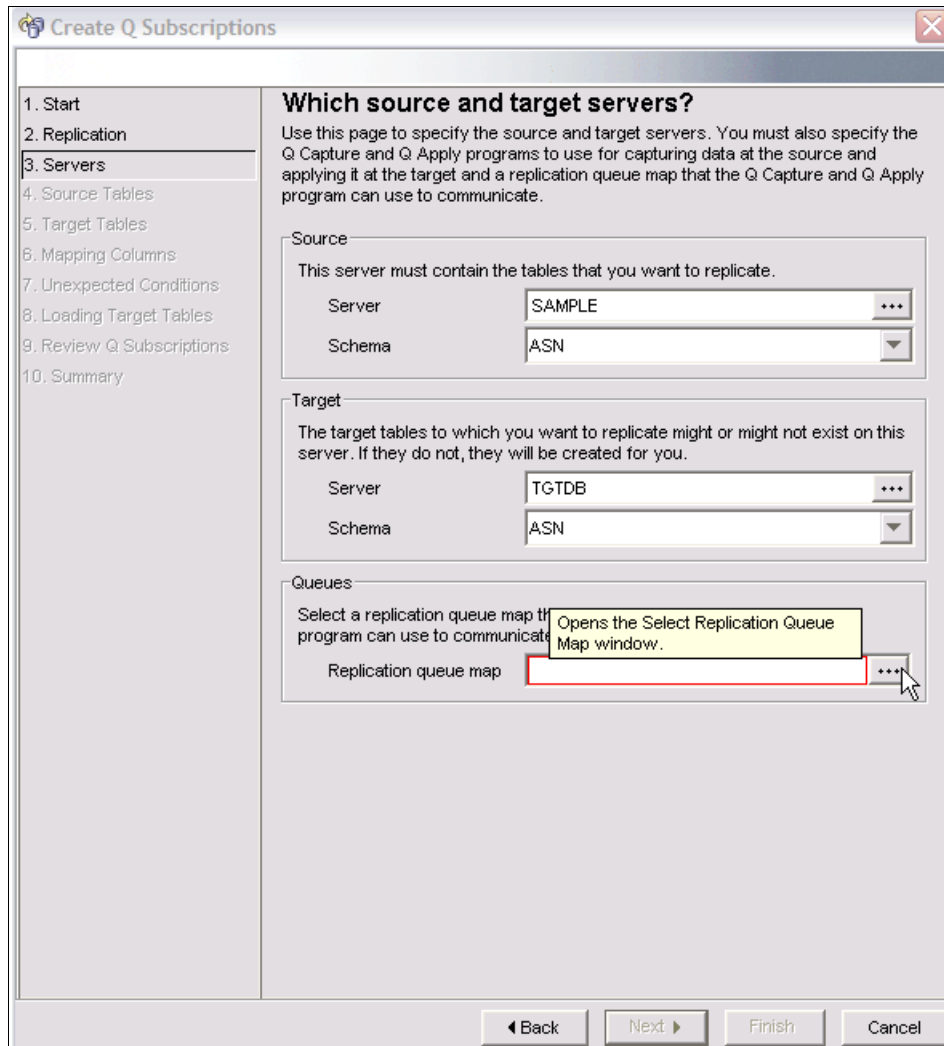 Create Q Subscriptions
1. Start
2. Replication
3. Servers
4. Source Tables
5. Target Tables
6. Mapping Columns
7. Unexpected Conditions
8. Loading Target Tables
9. Review Q Subscriptions
10. Summary
Which source and target servers?
Use this page to specify the source and target servers. You must also specify the
Q Capture and Q Apply programs to use for capturing data at the source and
applying it at the target and a replication queue map that the Q Capture and Q Apply
program can use to communicate.
Source
This server must contain the tables that you want to replicate.
Server SAMPLE ...
Schema ASN
Target
The target tables to which you want to replicate might or might not exist on this
server. If they do not, they will be created for you.
Server TGTDB ...
Schema ASN
Queues
Select a replication queue map th
program can use to communicate
Opens the Select Replication Queue
Map window.
Replication queue map ...
Back Next Finish Cancel